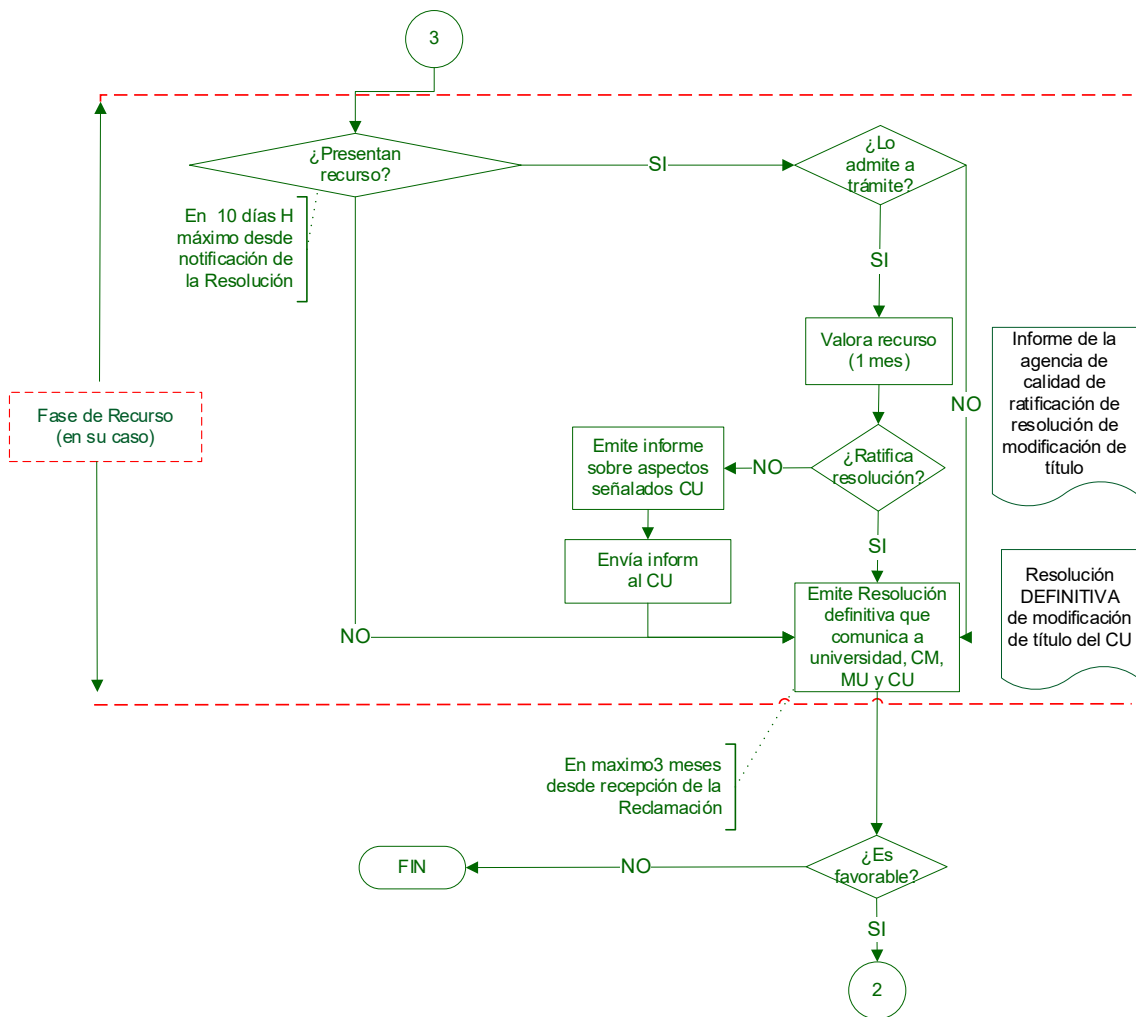 3
¿Presentan
recurso?
SI
¿Lo
admite a
trámite?
En 10 días H
máximo desde
notificación de
la Resolución
SI
Valora recurso
(1 mes)
NO
Informe de la
agencia de
calidad de
ratificación de
resolución de
modificación de
título
Fase de Recurso
(en su caso)
¿Ratifica
resolución?
NO
Emite informe
sobre aspectos
señalados CU
SI
Envía inform
al CU
NO
Emite Resolución
definitiva que
comunica a
universidad, CM,
MU y CU
Resolución
DEFINITIVA
de modificación
de título del CU
En maximo3 meses
desde recepción de la
Reclamación
¿Es
favorable?
NO
FIN
SI
2